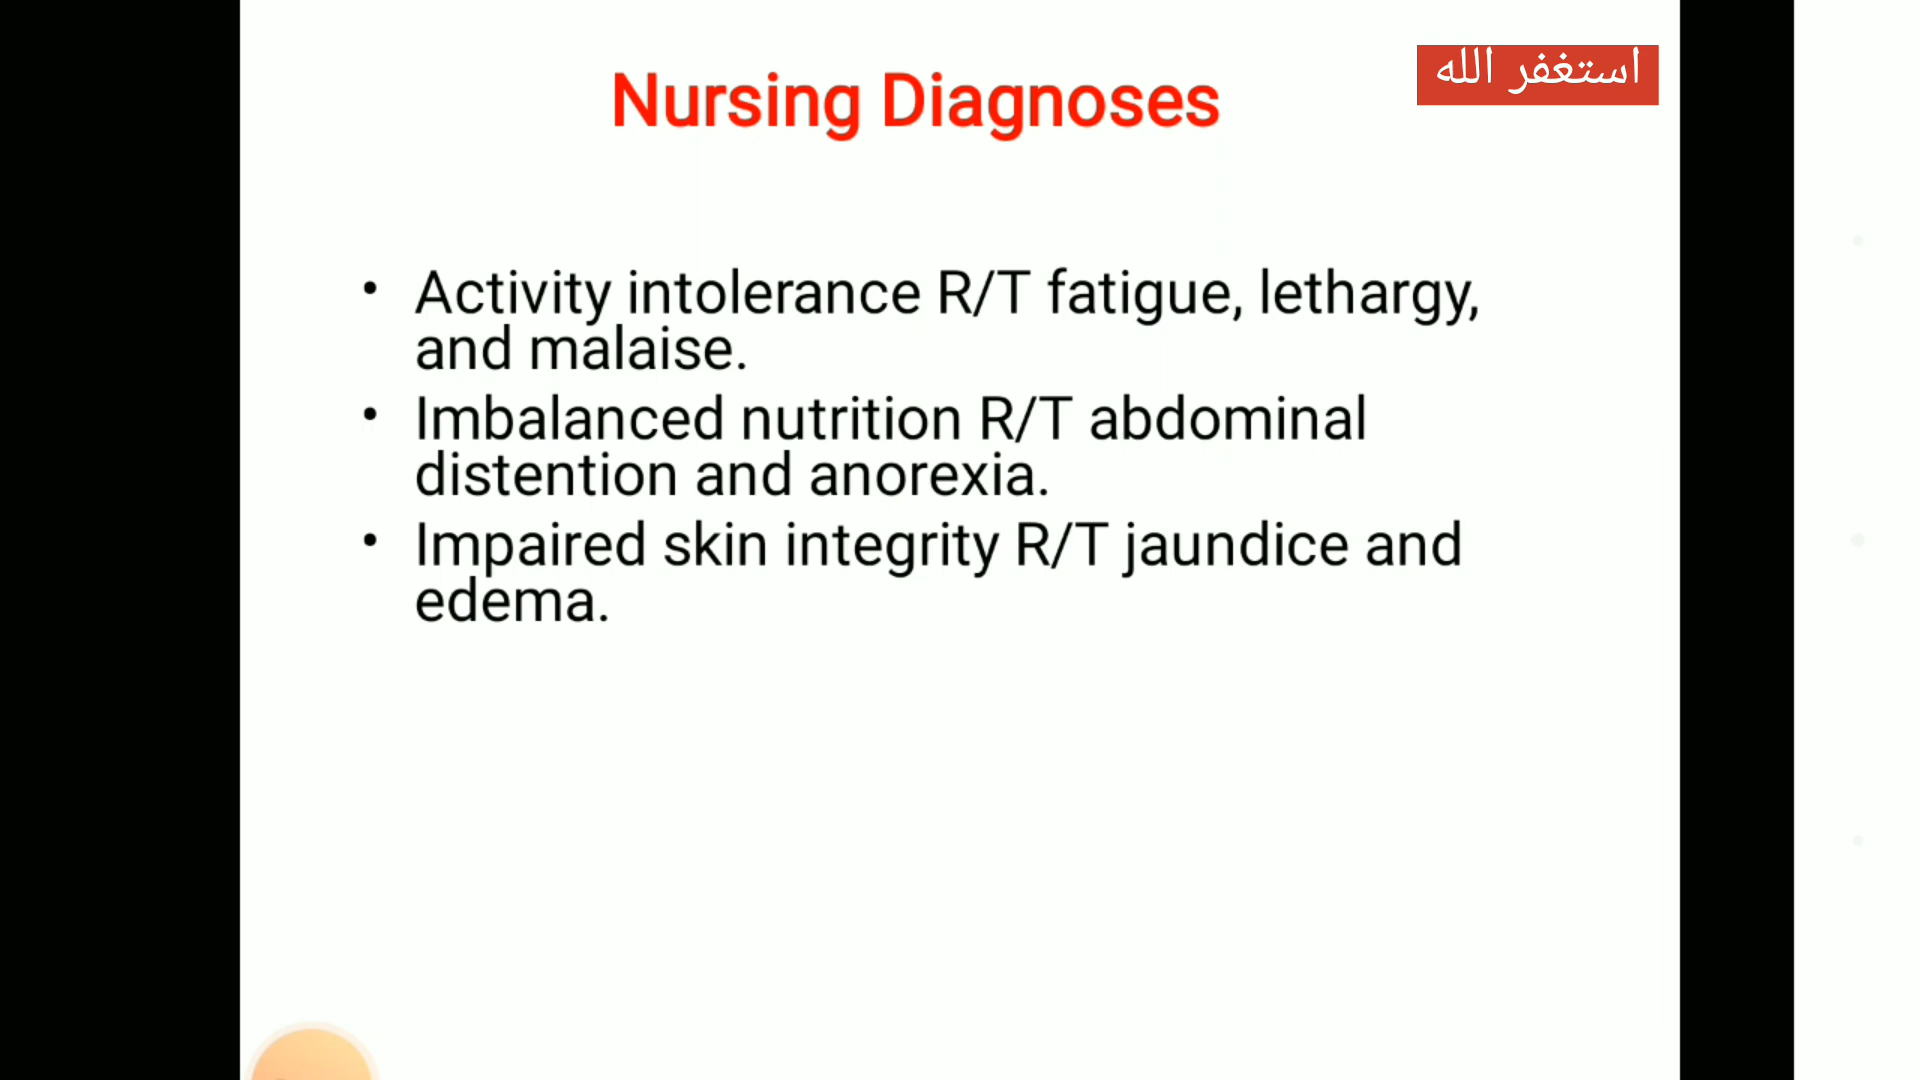 استغفر الله
Nursing Diagnoses
• Activity intolerance R/T fatigue, lethargy,
and malaise.
• Imbalanced nutrition R/T abdominal
distention and anorexia.
• Impaired skin integrity R/T jaundice and
edema.